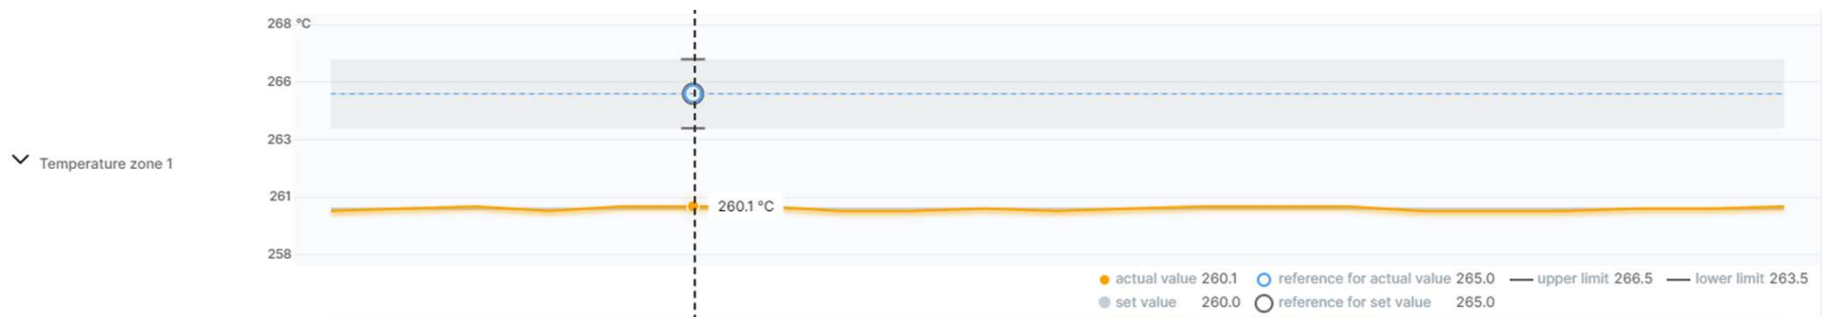 268 °C
266
263
Temperature zone 1
261
260.1 °C
258
actual value 260.1 reference for actual value 265.0 upper limit 266.5 lower limit 263.5
set value 260.0 reference for set value 265.0